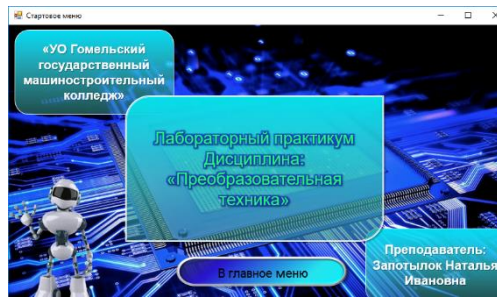 Стартовое меню
«УО Гомельский
государственный
машиностроительный
колледж»
Лабораторный практикум
Дисциплина:
«Преобразовательная
техника»
В главное меню
Преподаватель:
Запотылок Наталья
Ивановна